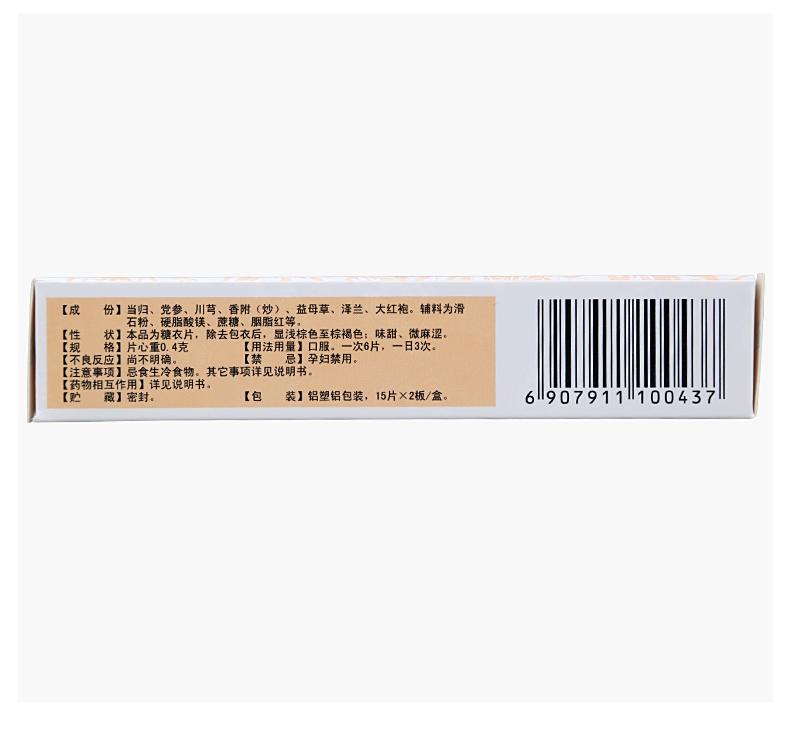 【成　　份】当归、党参、川芎、香附（炒）、益母草、泽兰、大红袍。辅料为滑
石粉、硬脂酸镁、蔗糖、胭脂红等。
【性　　状】本品为糖衣片，除去包衣后，显浅棕色至棕褐色；味甜、微麻涩。
【规　　格】片心重0.4克　【用法用量】口服。一次6片，一日3次。
【不良反应】尚不明确。　【禁　　忌】孕妇禁用。
【注意事项】忌食生冷食物。其它事项详见说明书。
【药物相互作用】详见说明书。
【贮　　藏】密封。　【包　　装】铝塑铝包装，15片×2板/盒。
6 907911 100437